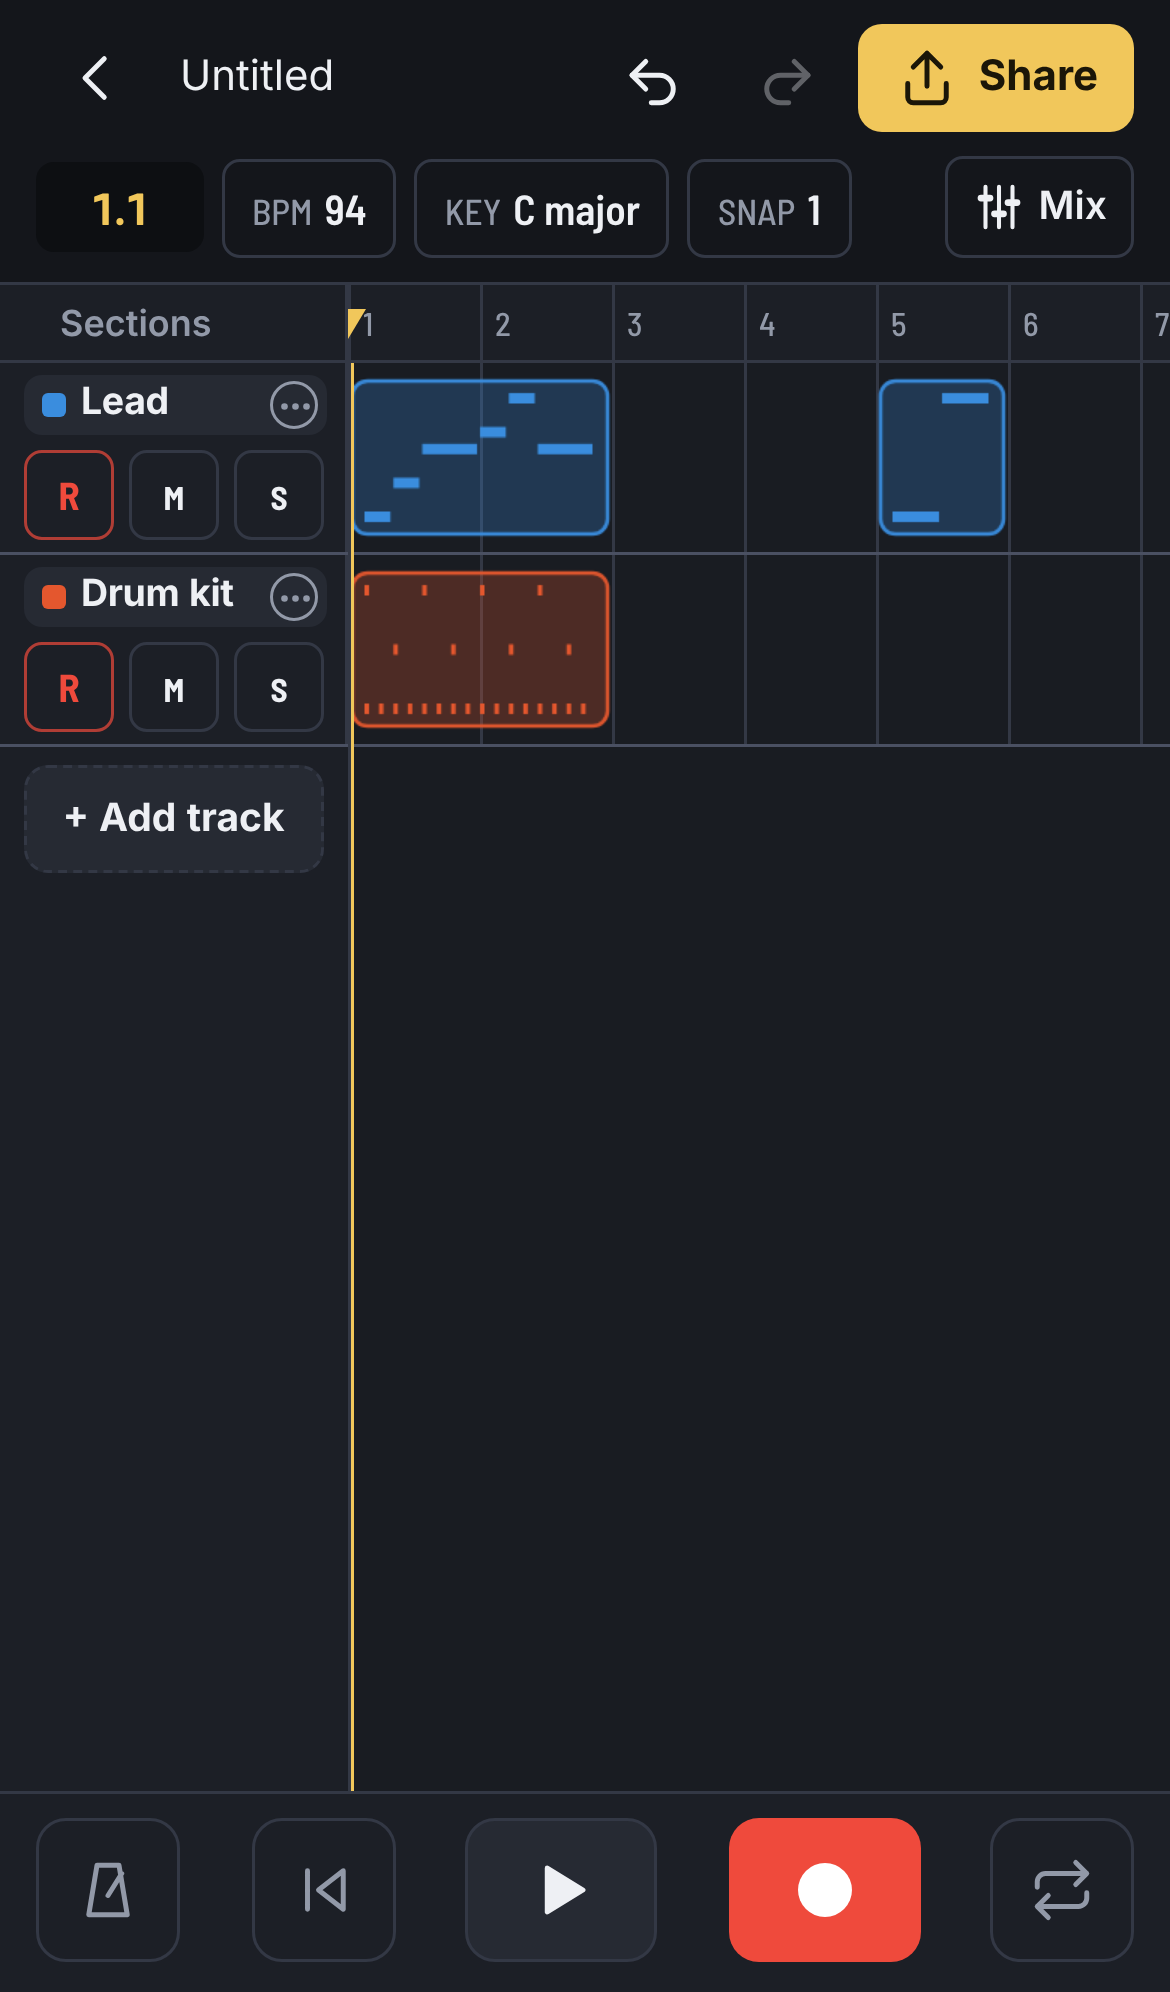 Untitled
Share
1.1
BPM 94
KEY C major
SNAP 1
Mix
Sections
1 2 3 4 5 6 7
Lead
R M S
Drum kit
R M S
+ Add track